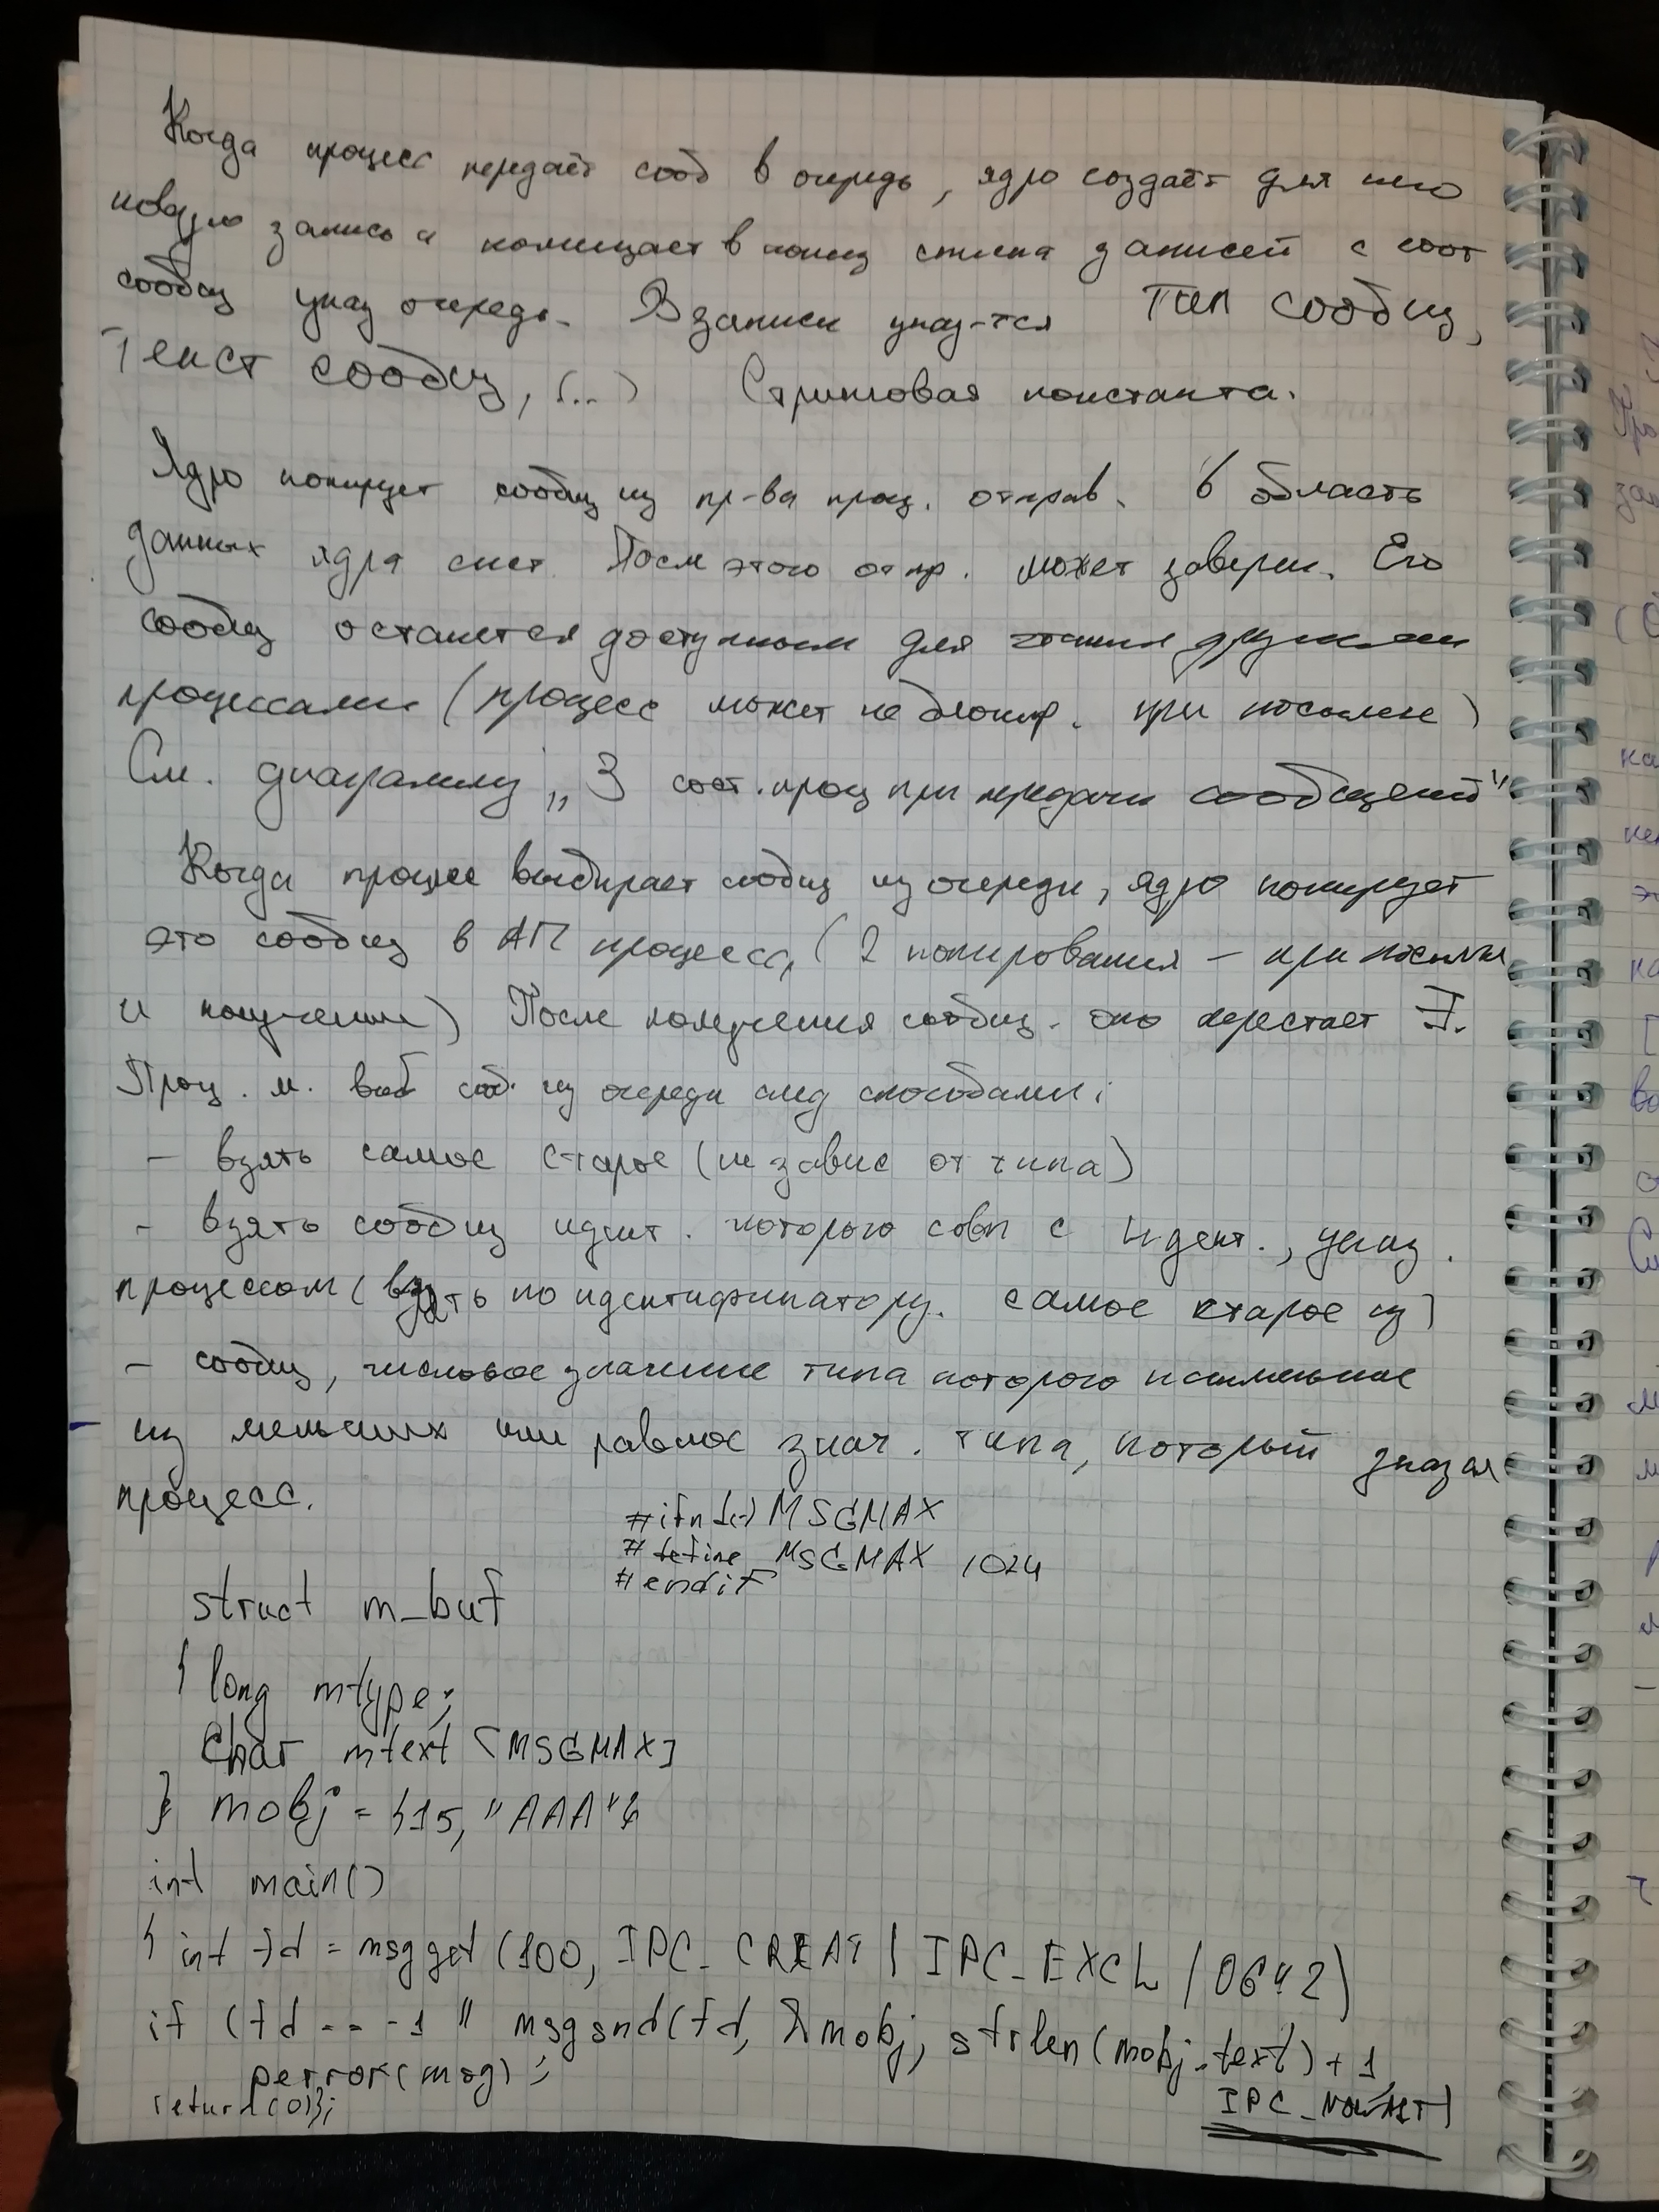 Когда процесс передаёт сооб в очередь, ядро создаёт для него
новую запись и помещает в конец списка записей с соот
сообщ указ очередь. В записи указ-тся тип сообщ,
текст сообщ, (...) Стринговая константа.
Ядро копирует сообщ из пр-ва проц. отправ. в область
данных ядра сист. После этого отпр. может заверш. Его
сообщ останется доступным для чтения другими
процессами (процесс может не блокир. при посылке)
См. диаграмму „3 сост. проц при передачи сообщений"
Когда процесс выбирает сообщ из очереди, ядро копирует
это сообщ в АП процесса, (2 копирования - при посылки
и получении) После получения сообщ. оно перестает ∃.
Проц. м. выб сооб. из очереди след способами:
- взять самое старое (не завис от типа)
- взять сообщ идент. которого совп с идент., указ.
процессом (взять по идентификатору. самое старое из)
- сообщ, числовое значение типа которого наименьшее
из меньших или равное знач. типа, который указал
процесс.
#ifndef MSGMAX
#define MSGMAX 1024
#endif
struct m_buf
{ long mtype;
char mtext [MSGMAX]
} mobj = {15, "AAA"}
int main()
{ int fd = msgget (100, IPC_CREAT | IPC_EXCL | 0642)
if (fd == -1 || msgsnd(fd, &mobj, strlen(mobj.text) + 1,
IPC_NOWAIT)
perror(msg);
return(0)};